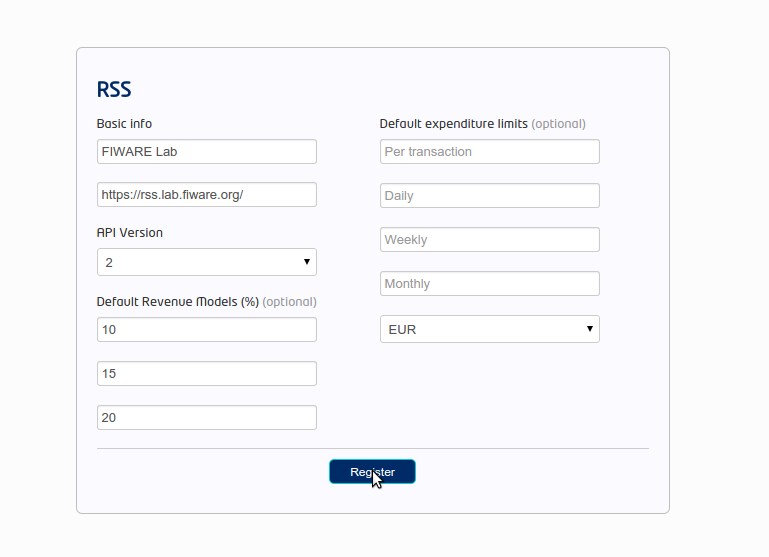 RSS
Basic info
FIWARE Lab
https://rss.lab.fiware.org/
API Version
2
Default Revenue Models (%) (optional)
10
15
20
Default expenditure limits (optional)
Per transaction
Daily
Weekly
Monthly
EUR
Register